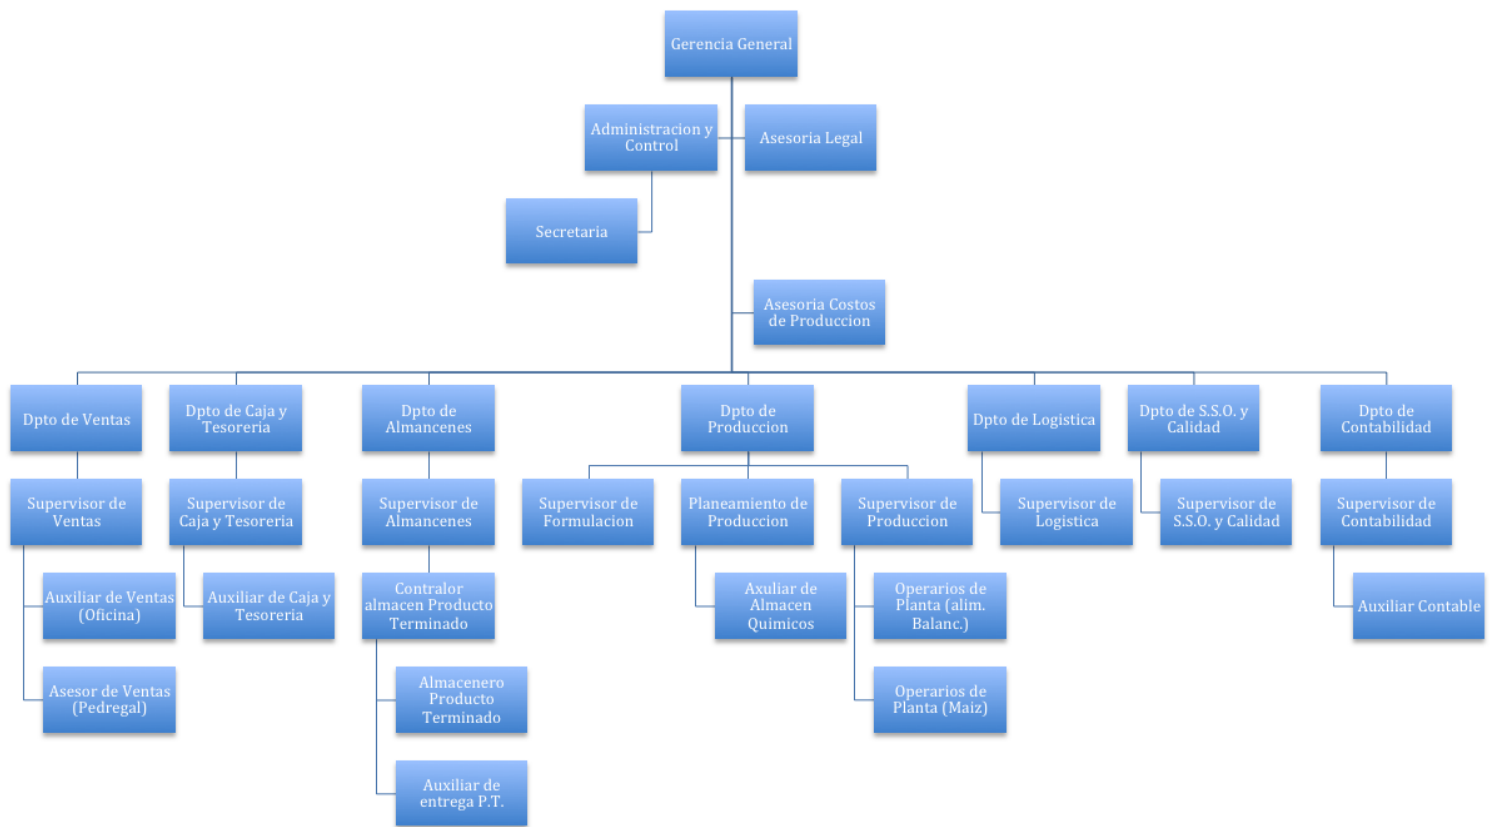 Gerencia General
Administracion y
Control
Asesoria Legal
Secretaria
Asesoria Costos
de Produccion
Dpto de Ventas
Dpto de Caja y
Tesoreria
Dpto de
Almancenes
Dpto de
Produccion
Dpto de Logistica
Dpto de S.S.O. y
Calidad
Dpto de
Contabilidad
Supervisor de
Ventas
Supervisor de
Caja y Tesoreria
Supervisor de
Almancenes
Supervisor de
Formulacion
Planeamiento de
Produccion
Supervisor de
Produccion
Supervisor de
Logistica
Supervisor de
S.S.O. y Calidad
Supervisor de
Contabilidad
Auxiliar de Ventas
(Oficina)
Auxiliar de Caja y
Tesoreria
Contralor
almacen Producto
Terminado
Axuliar de
Almacen
Quimicos
Operarios de
Planta (alim.
Balanc.)
Auxiliar Contable
Asesor de Ventas
(Pedregal)
Almacenero
Producto
Terminado
Operarios de
Planta (Maiz)
Auxiliar de
entrega P.T.